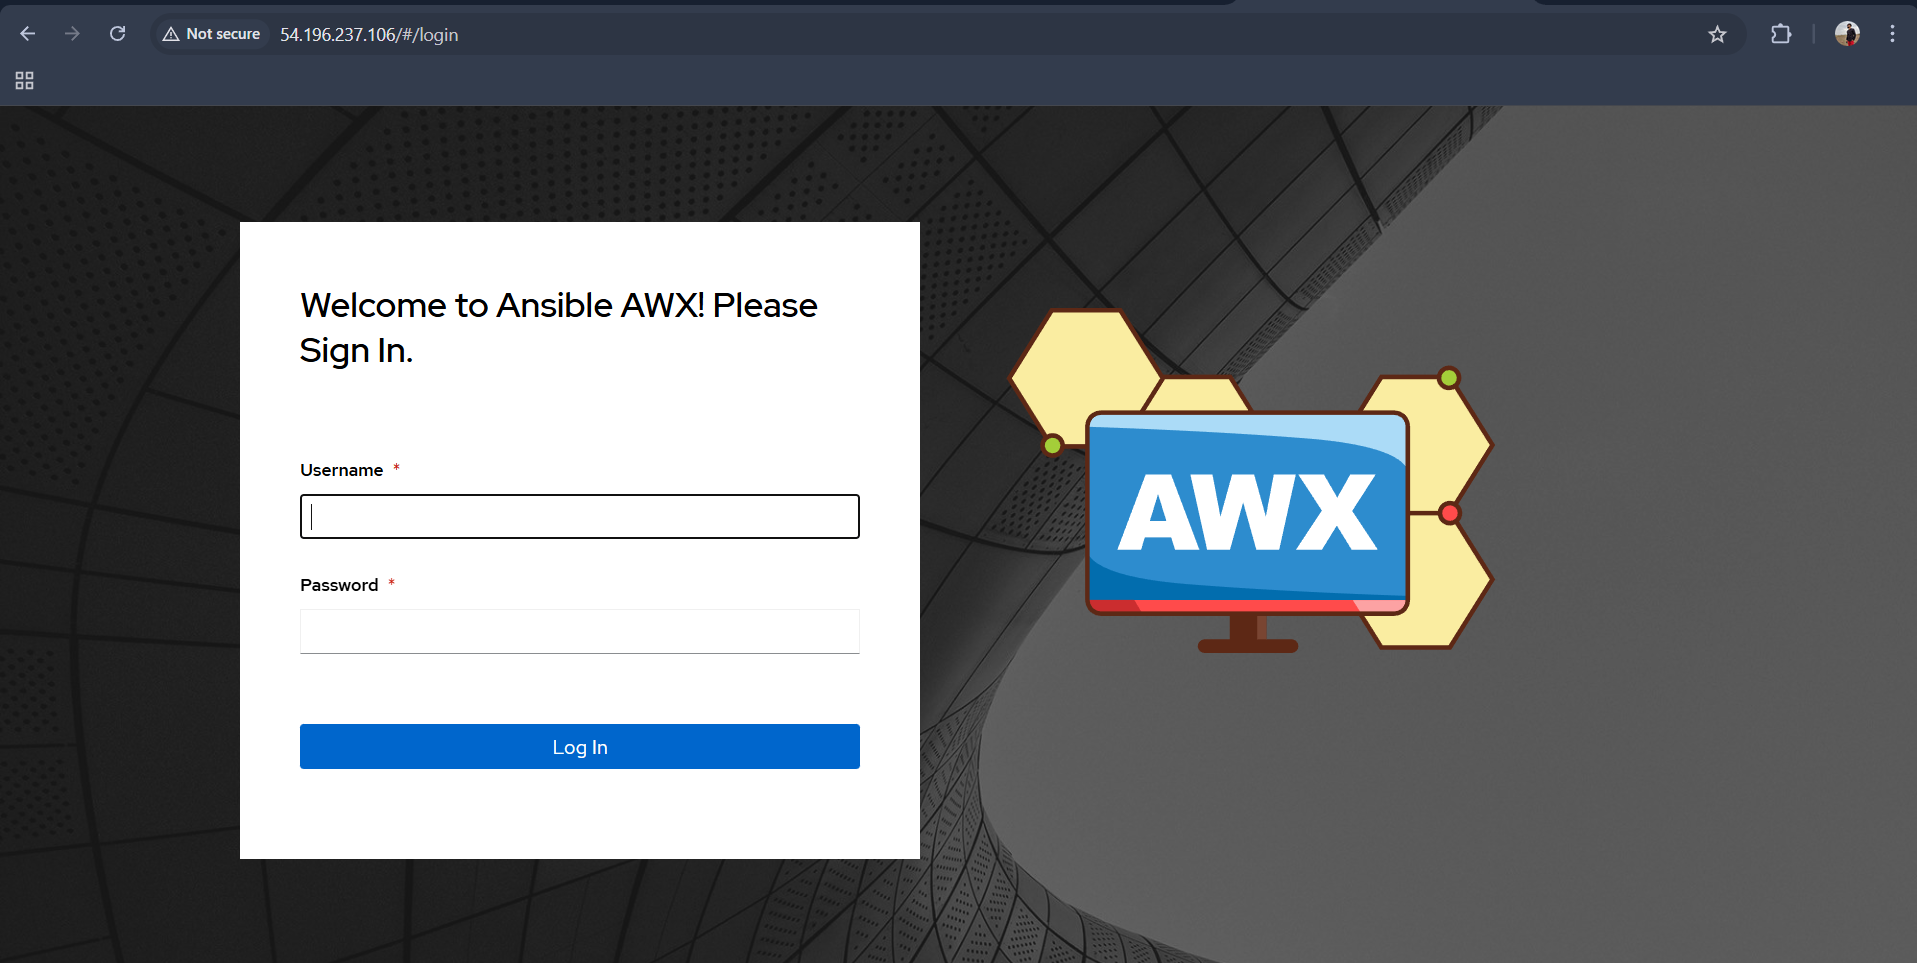 Not secure
54.196.237.106/#/login
Welcome to Ansible AWX! Please
Sign In.
Username *
Password *
Log In
AWX